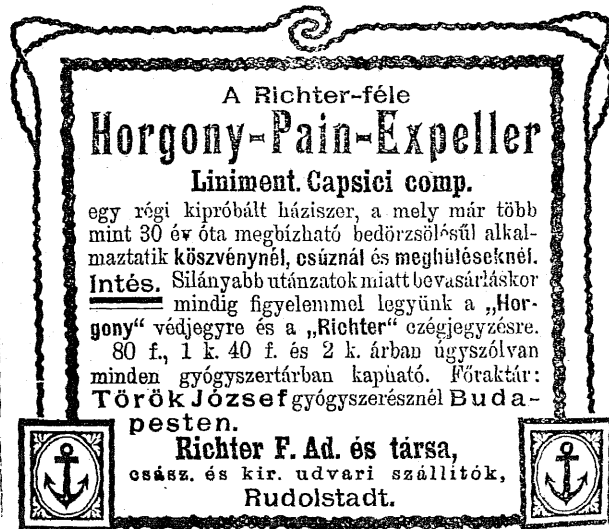 A Richter-féle
Horgony-Pain-Expeller
Liniment. Capsici comp.
egy régi kipróbált háziszer, a mely már több
mint 30 év óta megbízható bedörzsölésűl alkal-
maztatik köszvénynél, csúznál és meghűléseknél.
Intés. Silányabb utánzatok miatt bevasárláskor
mindig figyelemmel legyünk a „Hor-
gony“ védjegyre és a „Richter“ czégjegyzésre.
80 f., 1 k. 40 f. és 2 k. árban úgyszólván
minden gyógyszertárban kapható. Főraktár:
Török József gyógyszerésznél Buda-
pesten.
Richter F. Ad. és társa,
csász. és kir. udvari szállítók,
Rudolstadt.